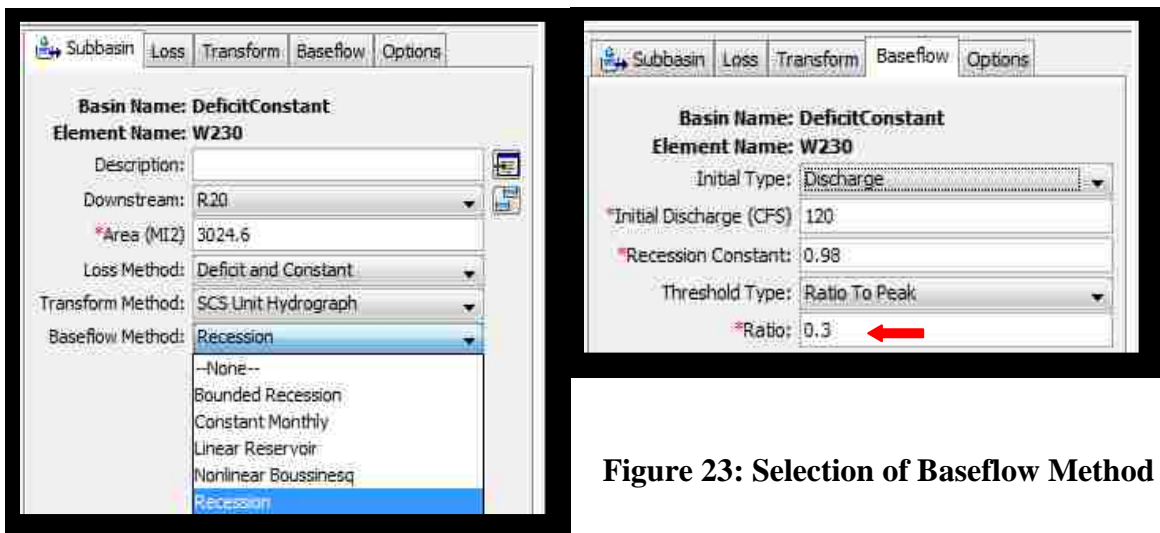 Subbasin Loss Transform Baseflow Options
Basin Name: DeficitConstant
Element Name: W230
Description:
Downstream: R20
*Area (MI2) 3024.6
Loss Method: Deficit and Constant
Transform Method: SCS Unit Hydrograph
Baseflow Method: Recession
--None--
Bounded Recession
Constant Monthly
Linear Reservoir
Nonlinear Boussinesq
Recession
Subbasin Loss Transform Baseflow Options
Basin Name: DeficitConstant
Element Name: W230
Initial Type: Discharge
*Initial Discharge (CFS) 120
*Recession Constant: 0.98
Threshold Type: Ratio To Peak
*Ratio: 0.3
Figure 23: Selection of Baseflow Method